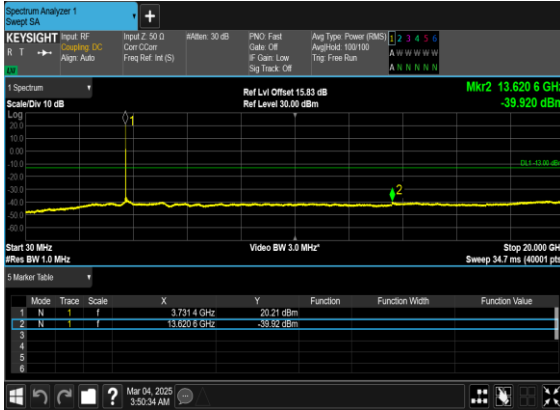 Spectrum Analyzer 1
Swept SA
+
KEYSIGHT Input: RF Input Z: 50 Ω #Atten: 30 dB PNO: Fast Avg Type: Power (RMS) 1 2 3 4 5 6
R T Coupling: DC Corr CCorr Gate: Off Avg|Hold: 100/100 A W W W W W
Align: Auto Freq Ref: Int (S) IF Gain: Low Trig: Free Run
Sig Track: Off A N N N N N
1 Spectrum
Scale/Div 10 dB Ref Lvl Offset 15.83 dB Mkr2 13.620 6 GHz
Log Ref Level 30.00 dBm -39.920 dBm
20.0
10.0
0.00
-10.0
-20.0
-30.0
-40.0
-50.0
-60.0
1
DL1 -13.00 dBm
2
Start 30 MHz Video BW 3.0 MHz* Stop 20.000 GH
#Res BW 1.0 MHz Sweep 34.7 ms (40001 pts
5 Marker Table
Mode Trace Scale X Y Function Function Width Function Value
1 N 1 f 3.731 4 GHz 20.21 dBm
2 N 1 f 13.620 6 GHz -39.92 dBm
3
4
5
6
? Mar 04, 2025
3:50:34 AM